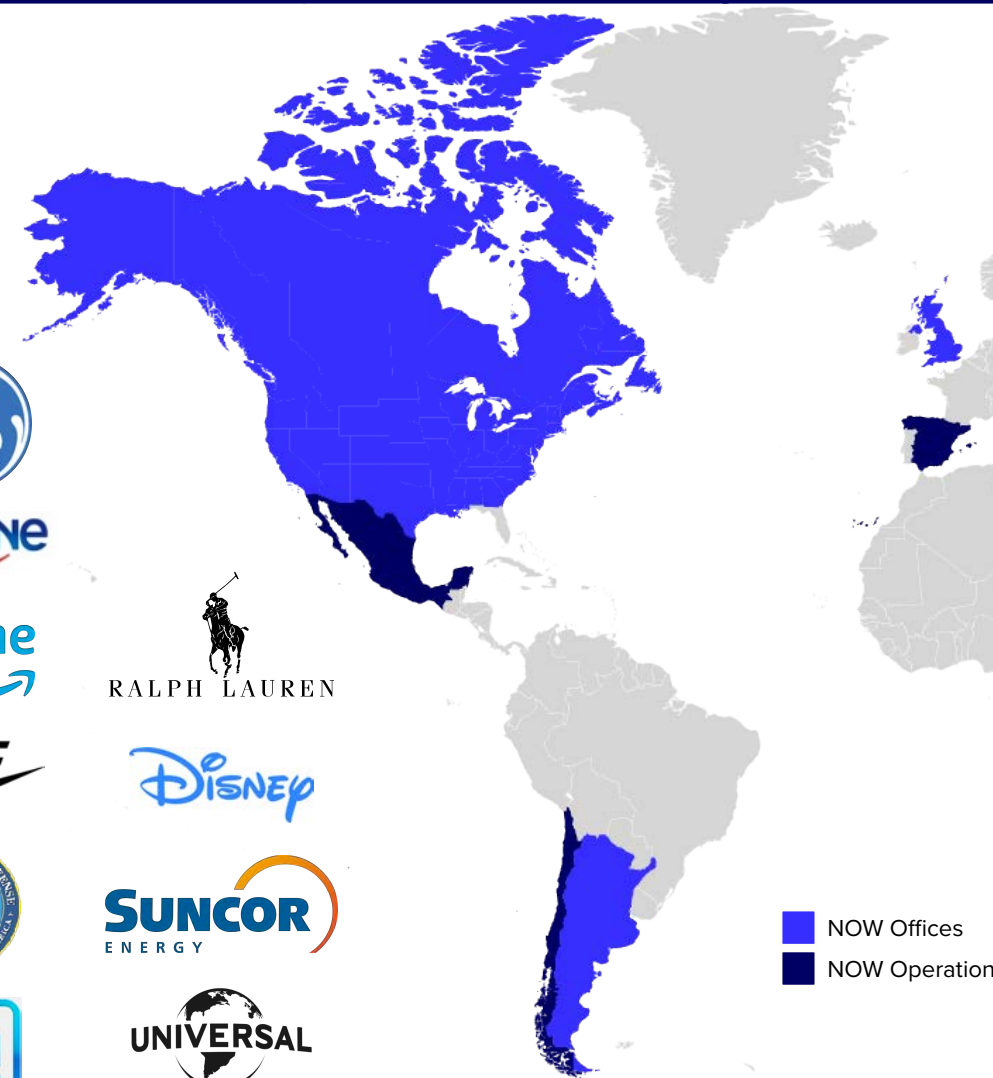 RALPH LAUREN
Disney
SUNCOR
ENERGY
UNIVERSAL
NOW Offices
NOW Operation